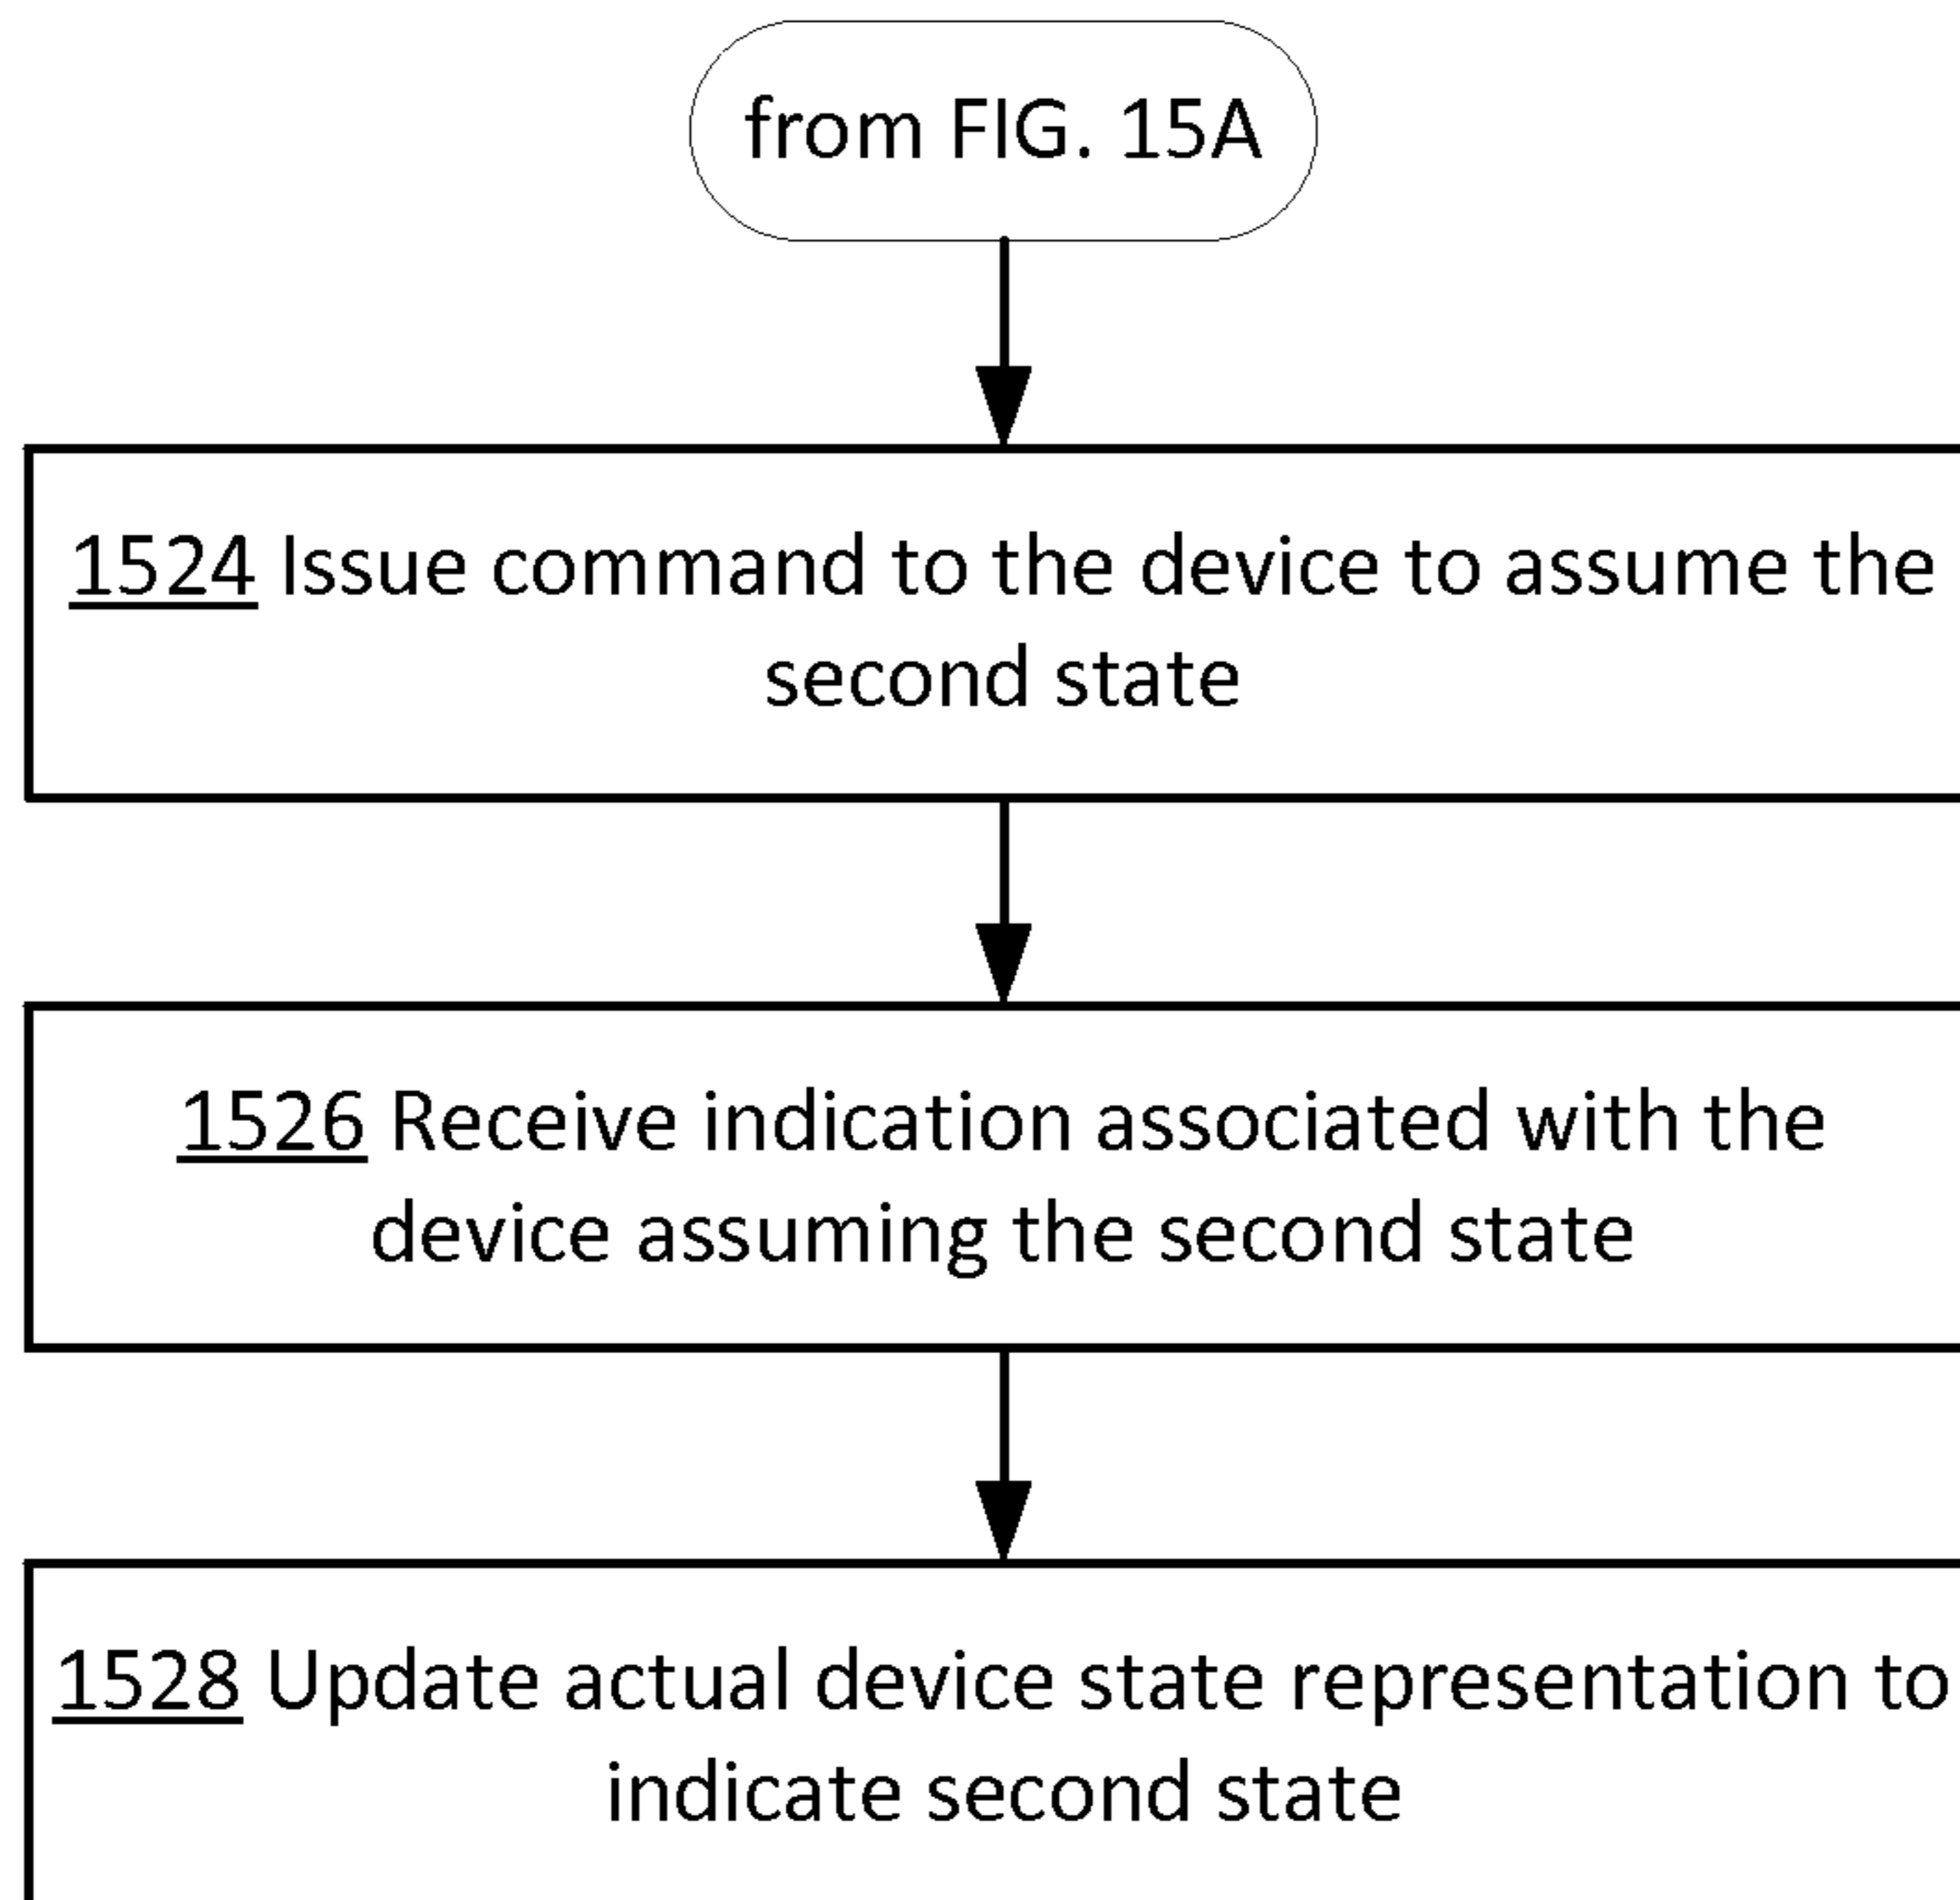 from FIG. 15A
1524 Issue command to the device to assume the
second state
1526 Receive indication associated with the
device assuming the second state
1528 Update actual device state representation to
indicate second state